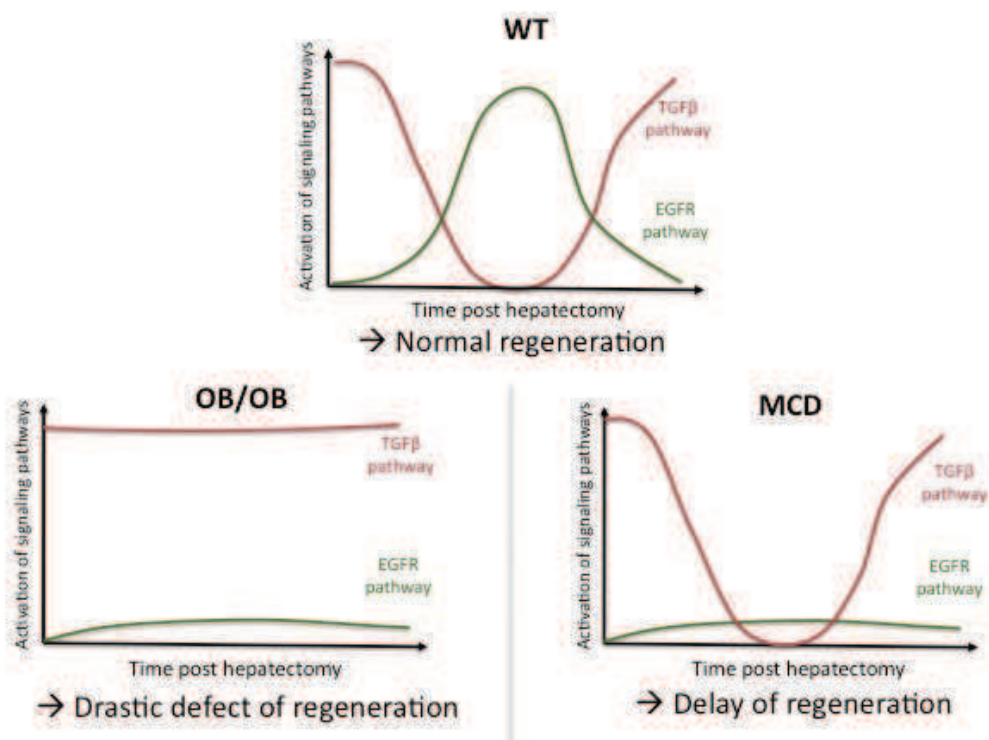 WT
Activation of signaling pathways
TGFβ
pathway
EGFR
pathway
Time post hepatectomy
→ Normal regeneration
OB/OB
Activation of signaling pathways
TGFβ
pathway
EGFR
pathway
Time post hepatectomy
→ Drastic defect of regeneration
MCD
Activation of signaling pathways
TGFβ
pathway
EGFR
pathway
Time post hepatectomy
→ Delay of regeneration